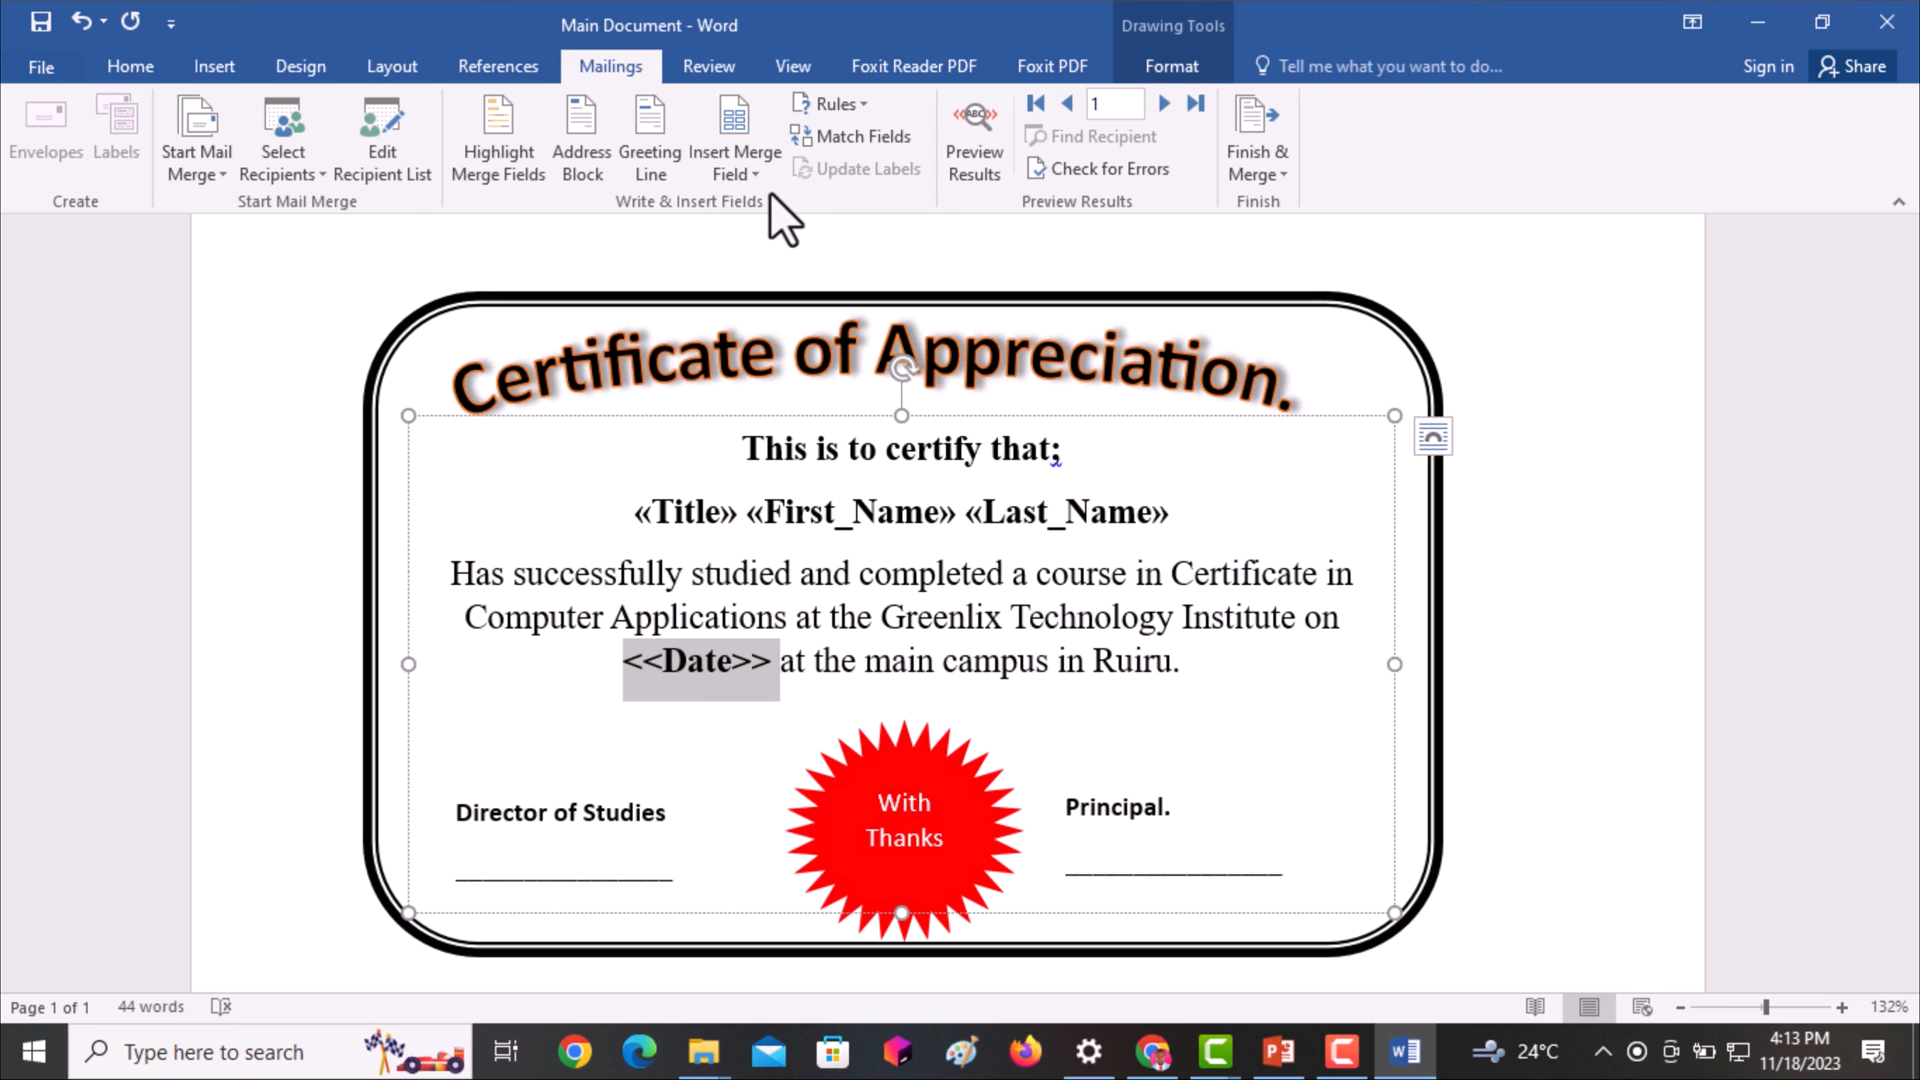 Main Document - Word
Drawing Tools
File
Home
Insert
Design
Layout
References
Mailings
Review
View
Foxit Reader PDF
Foxit PDF
Format
Tell me what you want to do...
Sign in
Share
Envelopes
Labels
Start Mail
Merge
Select
Recipients
Edit
Recipient List
Highlight
Merge Fields
Address
Block
Greeting
Line
Insert Merge
Field
Rules
Match Fields
Update Labels
ABC
Preview
Results
1
Find Recipient
Check for Errors
Finish &
Merge
Create
Start Mail Merge
Write & Insert Fields
Preview Results
Finish
Certificate of Appreciation.
This is to certify that;
«Title» «First_Name» «Last_Name»
Has successfully studied and completed a course in Certificate in
Computer Applications at the Greenlix Technology Institute on
<<Date>> at the main campus in Ruiru.
Director of Studies
With
Thanks
Principal.
Page 1 of 1
44 words
132%
Type here to search
24°C
4:13 PM
11/18/2023